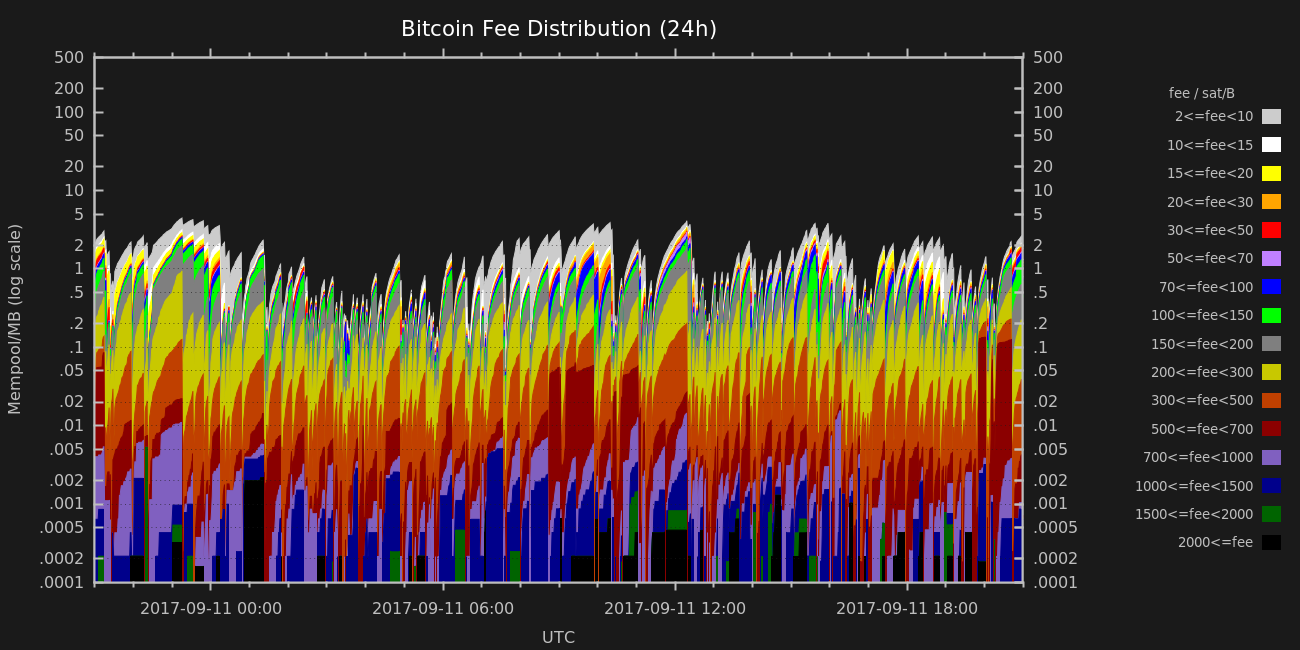 Bitcoin Fee Distribution (24h)
500
200
100
50
20
10
5
2
1
.5
.2
.1
.05
.02
.01
.005
.002
.001
.0005
.0002
.0001
Mempool/MB (log scale)
500
200
100
50
20
10
5
2
1
.5
.2
.1
.05
.02
.01
.005
.002
.001
.0005
.0002
.0001
2017-09-11 00:00
2017-09-11 06:00
2017-09-11 12:00
2017-09-11 18:00
UTC
fee / sat/B
2<=fee<10
10<=fee<15
15<=fee<20
20<=fee<30
30<=fee<50
50<=fee<70
70<=fee<100
100<=fee<150
150<=fee<200
200<=fee<300
300<=fee<500
500<=fee<700
700<=fee<1000
1000<=fee<1500
1500<=fee<2000
2000<=fee